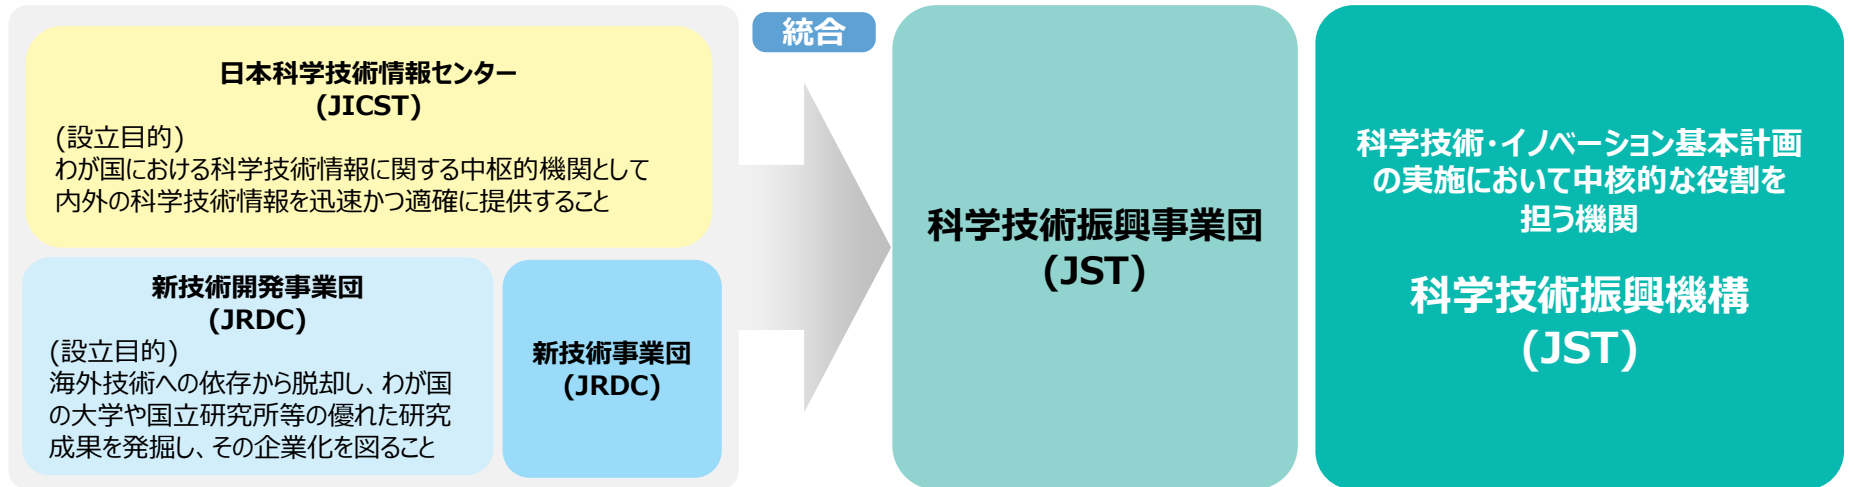 日本科学技術情報センター
(JICST)
(設立目的)
わが国における科学技術情報に関する中枢的機関として
内外の科学技術情報を迅速かつ適確に提供すること
新技術開発事業団
(JRDC)
(設立目的)
海外技術への依存から脱却し、わが国
の大学や国立研究所等の優れた研究
成果を発掘し、その企業化を図ること
新技術事業団
(JRDC)
統合
科学技術振興事業団
(JST)
科学技術・イノベーション基本計画
の実施において中核的な役割を
担う機関
科学技術振興機構
(JST)